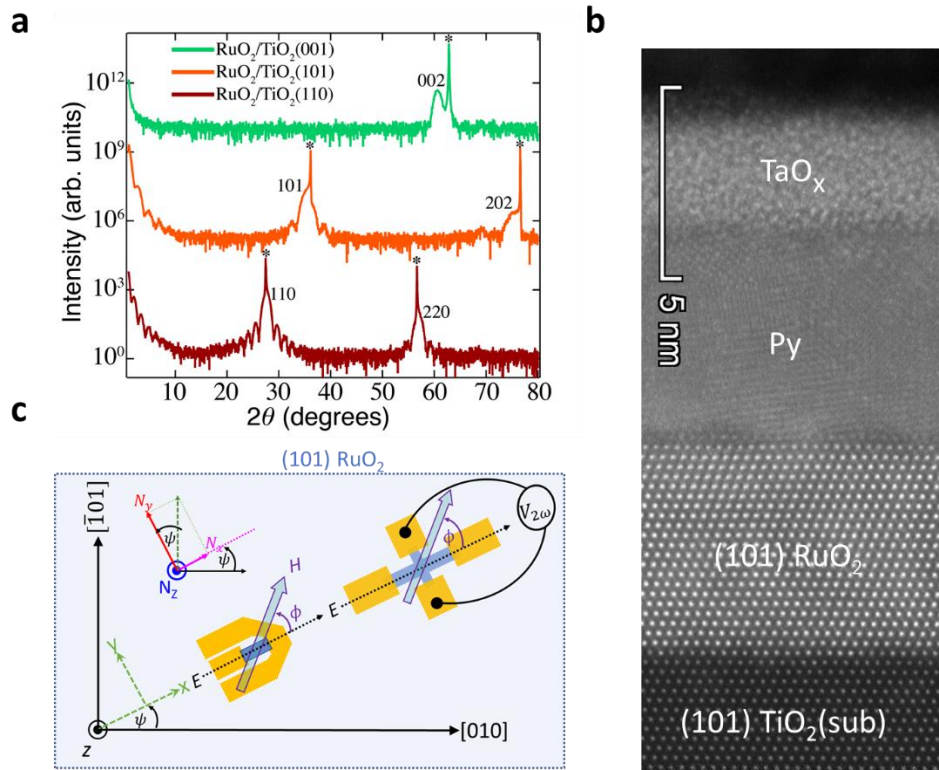 a
b
RuO2/TiO2(001)
RuO2/TiO2(101)
RuO2/TiO2(110)
10^12
10^9
10^6
10^3
10^0
Intensity (arb. units)
002
*
101
*
202
*
*
110
*
220
10 20 30 40 50 60 70 80
2θ (degrees)
TaOx
5 nm
Py
(101) RuO2
(101) TiO2(sub)
c
(101) RuO2
[1̅01]
Ny
ψ
Nx
ψ
Nz
H
ϕ
E
E
V2ω
ϕ
Y
X
ψ
z
[010]